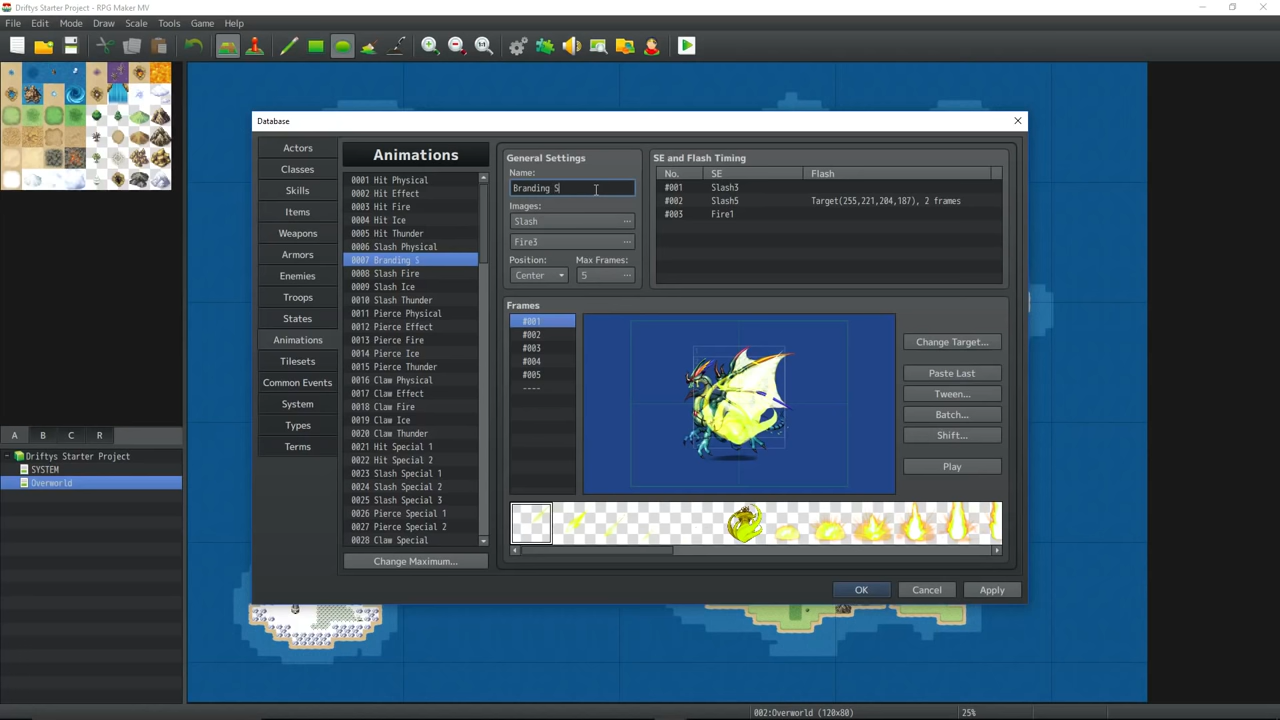 Driftys Starter Project - RPG Maker MV
File Edit Mode Draw Scale Tools Game Help
Database
Actors
Classes
Skills
Items
Weapons
Armors
Enemies
Troops
States
Animations
Tilesets
Common Events
System
Types
Terms
Animations
0001 Hit Physical
0002 Hit Effect
0003 Hit Fire
0004 Hit Ice
0005 Hit Thunder
0006 Slash Physical
0007 Branding S
0008 Slash Fire
0009 Slash Ice
0010 Slash Thunder
0011 Pierce Physical
0012 Pierce Effect
0013 Pierce Fire
0014 Pierce Ice
0015 Pierce Thunder
0016 Claw Physical
0017 Claw Effect
0018 Claw Fire
0019 Claw Ice
0020 Claw Thunder
0021 Hit Special 1
0022 Hit Special 2
0023 Slash Special 1
0024 Slash Special 2
0025 Slash Special 3
0026 Pierce Special 1
0027 Pierce Special 2
0028 Claw Special
Change Maximum...
General Settings
Name:
Branding S
Images:
Slash ...
Fire3 ...
Position: Max Frames:
Center 5 ...
SE and Flash Timing
No. SE Flash
#001 Slash3
#002 Slash5 Target(255,221,204,187), 2 frames
#003 Fire1
Frames
#001
#002
#003
#004
#005
----
Change Target...
Paste Last
Tween...
Batch...
Shift...
Play
OK Cancel Apply
A B C R
Driftys Starter Project
SYSTEM
Overworld
002:Overworld (120x80) 25%